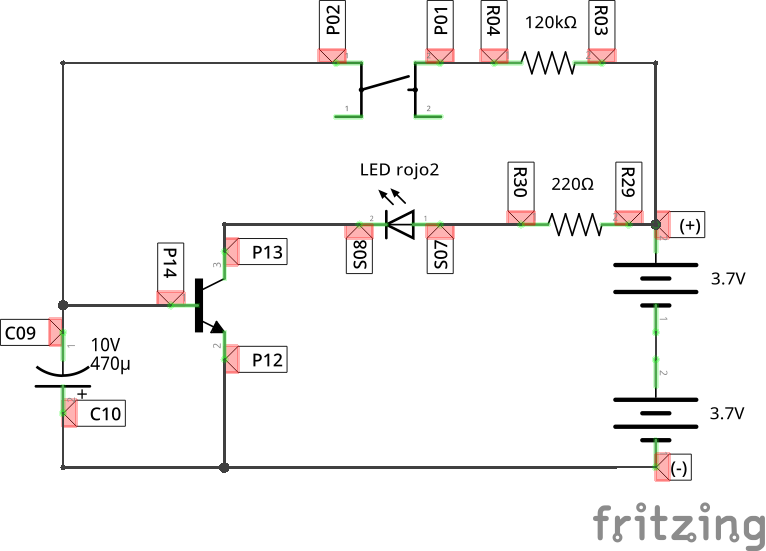 P02
P01
R04
120kΩ
R03
1
2
LED rojo2
R30
220Ω
R29
2
1
S08
S07
(+)
P14
3
P13
3.7V
1
C09
1
10V
470µ
2
P12
2
+
C10
3.7V
(-)
fritzing